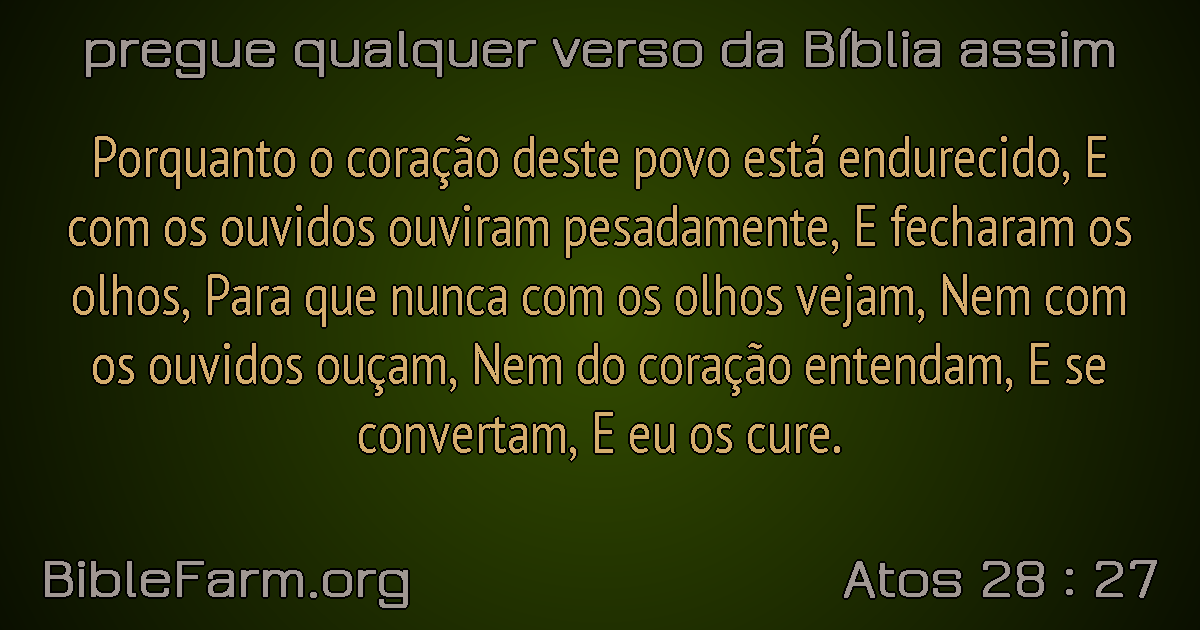 pregue qualquer verso da Bíblia assim
Porquanto o coração deste povo está endurecido, E
com os ouvidos ouviram pesadamente, E fecharam os
olhos, Para que nunca com os olhos vejam, Nem com
os ouvidos ouçam, Nem do coração entendam, E se
convertam, E eu os cure.
BibleFarm.org
Atos 28 : 27